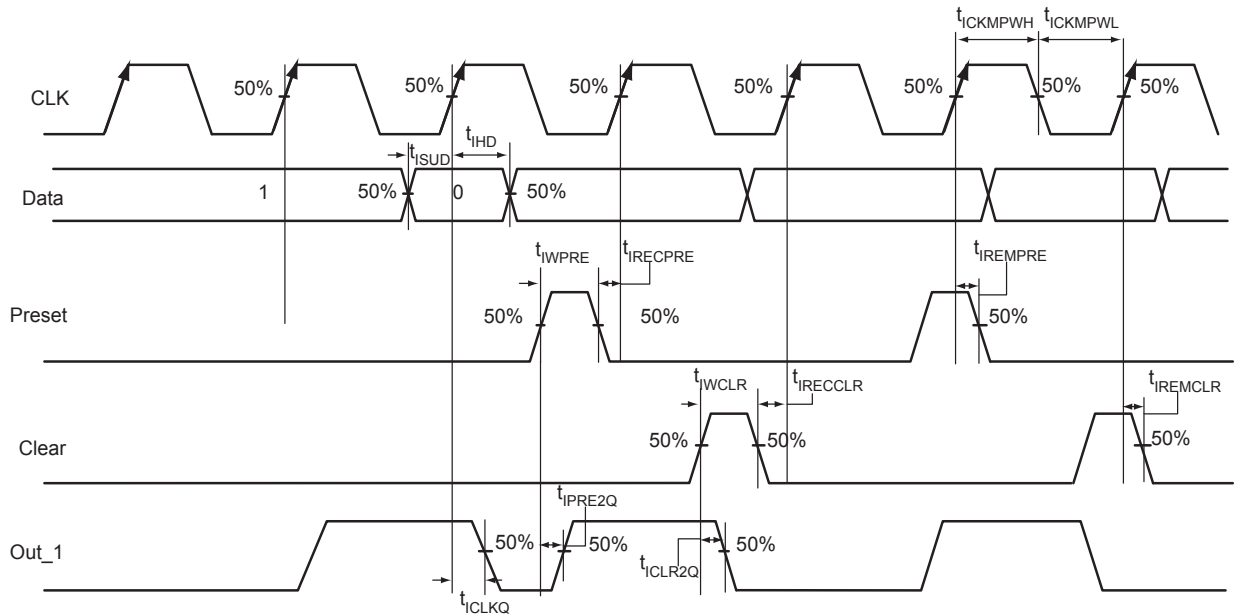 tICKMPWH tICKMPWL
CLK 50% 50% 50% 50% 50% 50% 50%
tISUD tIHD
Data 1 50% 0 50%
tIWPRE tIRECPRE tIREMPRE
Preset 50% 50% 50%
tIWCLR tIRECCLR tIREMCLR
Clear 50% 50% 50%
tIPRE2Q
Out_1 50% 50% 50%
tICLR2Q
tICLKQ